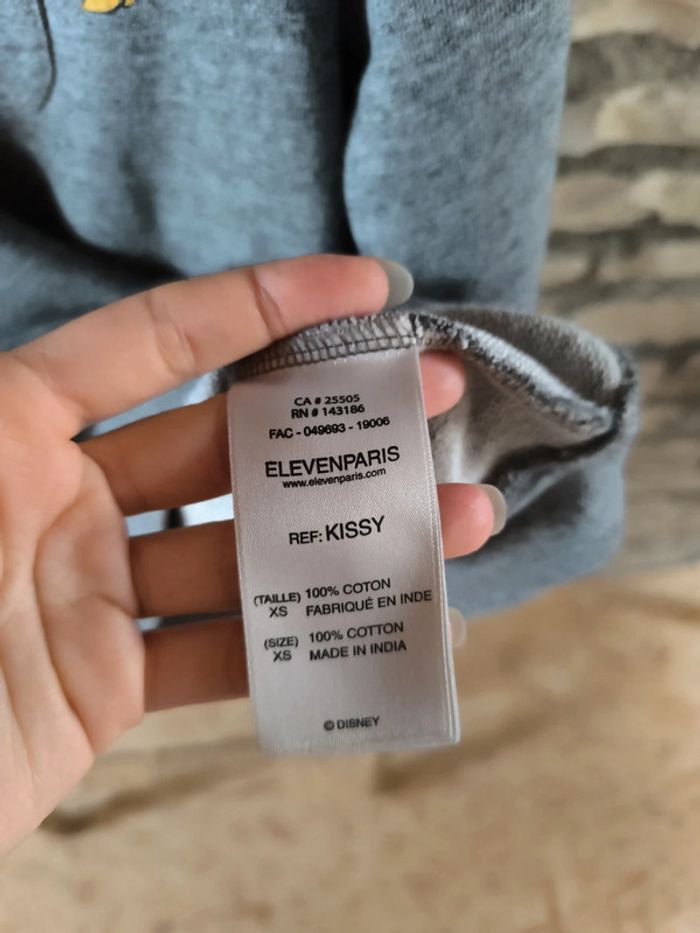 CA # 25505
RN # 143186
FAC - 049693 - 19006
ELEVENPARIS
www.elevenparis.com
REF: KISSY
(TAILLE) 100% COTON
XS FABRIQUÉ EN INDE
(SIZE) 100% COTTON
XS MADE IN INDIA
© DISNEY